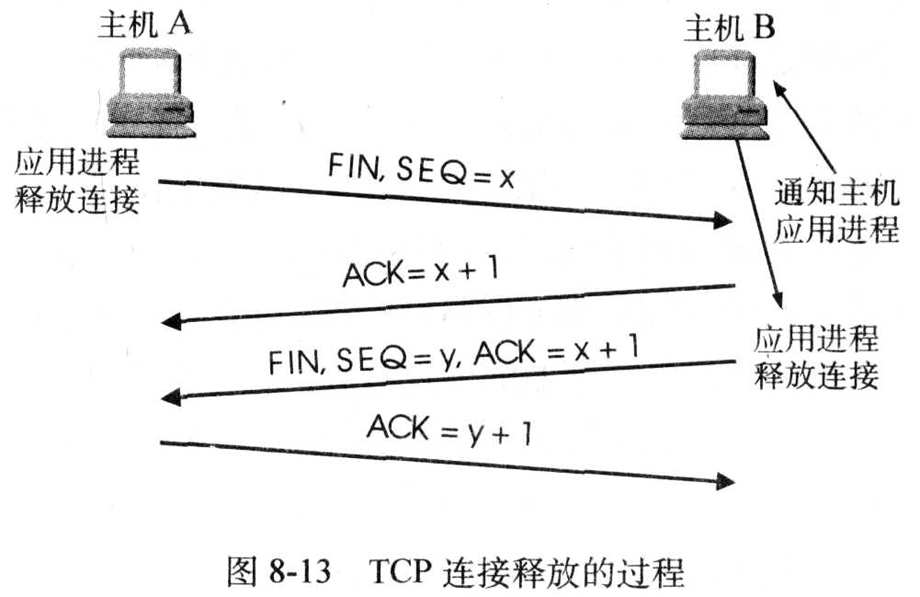 主机 A
主机 B
应用进程
释放连接
FIN, SEQ = x
通知主机
应用进程
ACK = x + 1
FIN, SEQ = y, ACK = x + 1
应用进程
释放连接
ACK = y + 1
图 8-13 TCP 连接释放的过程